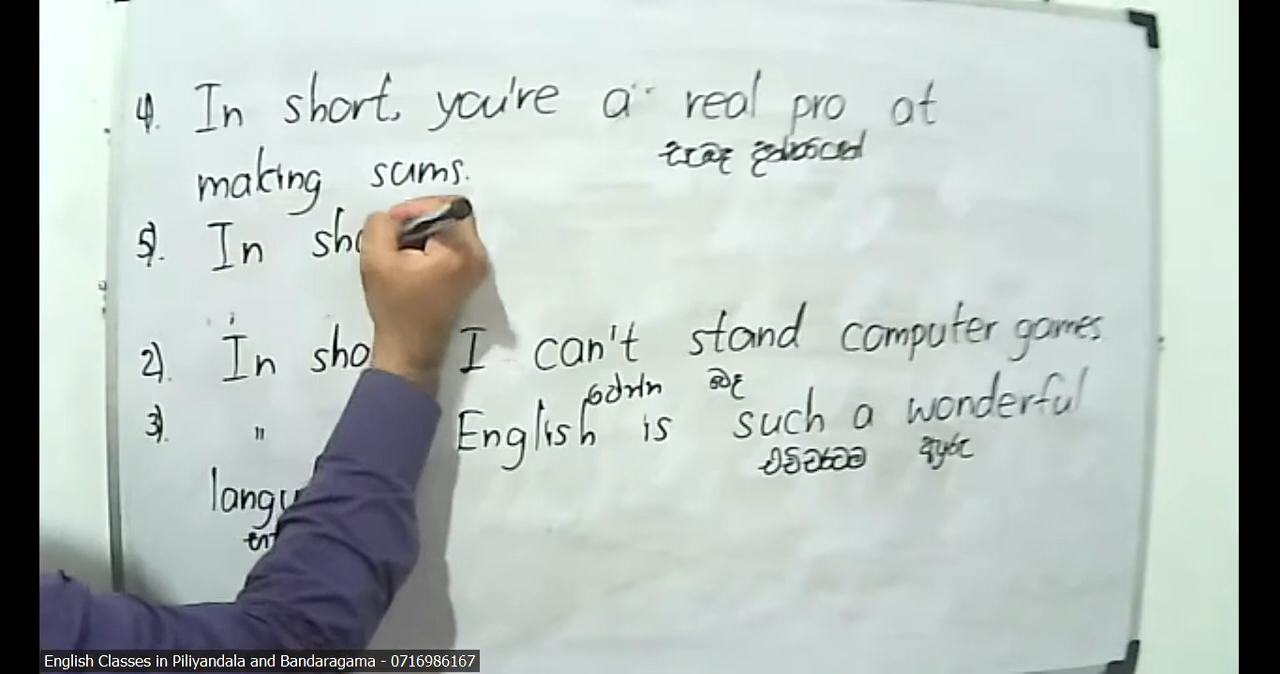 4). In short, you're a real pro at
making sums.
5). In sho
2). In sho I can't stand computer games
3). " English is such a wonderful
langu
English Classes in Piliyandala and Bandaragama - 0716986167